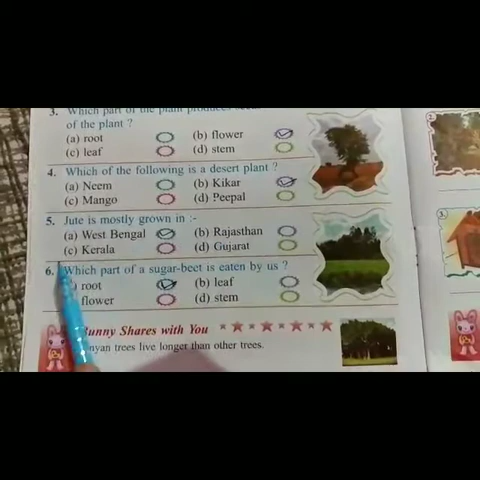 3. Which part of the plant produces
of the plant ?
(a) root (b) flower
(c) leaf (d) stem
4. Which of the following is a desert plant ?
(a) Neem (b) Kikar
(c) Mango (d) Peepal
5. Jute is mostly grown in :-
(a) West Bengal (b) Rajasthan
(c) Kerala (d) Gujarat
6. Which part of a sugar-beet is eaten by us ?
) root (b) leaf
flower (d) stem
unny Shares with You
nyan trees live longer than other trees.
2.
3.